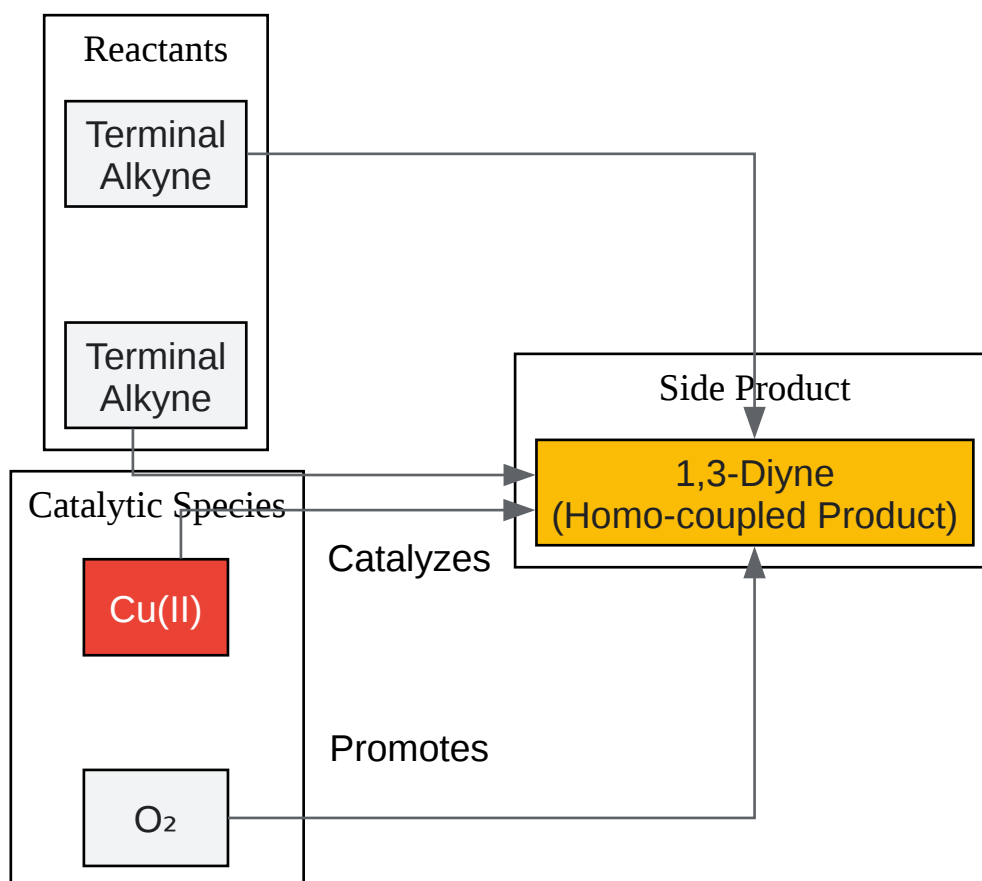 Reactants
Terminal
Alkyne
Terminal
Alkyne
Side Product
1,3-Diyne
(Homo-coupled Product)
Catalytic Species
Catalyzes
Cu(II)
Promotes
O₂